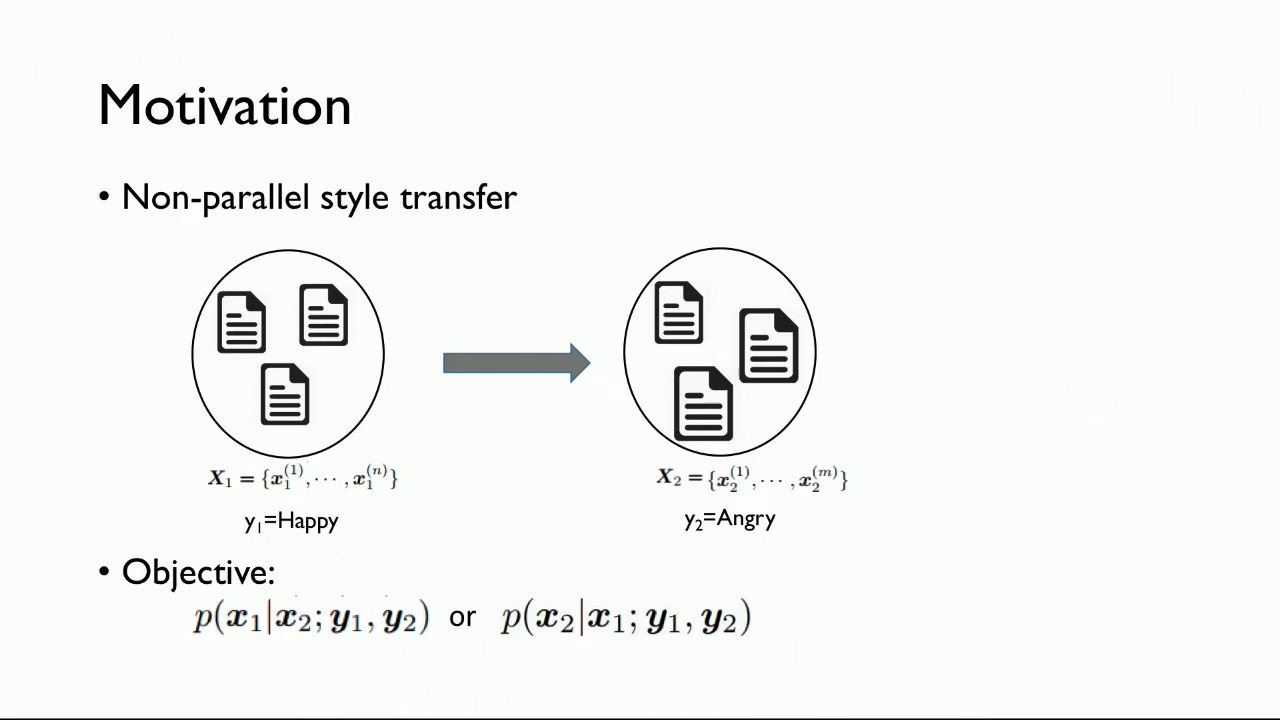 Motivation
• Non-parallel style transfer
X₁ = {x₁⁽¹⁾, ⋯ , x₁⁽ⁿ⁾}
X₂ = {x₂⁽¹⁾, ⋯ , x₂⁽ᵐ⁾}
y₁=Happy
y₂=Angry
• Objective:
p(x₁|x₂; y₁, y₂) or p(x₂|x₁; y₁, y₂)